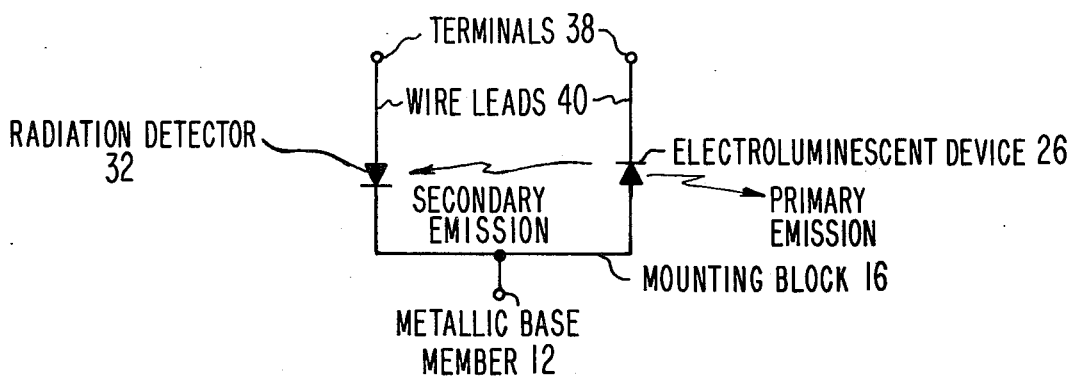 TERMINALS 38
WIRE LEADS 40
RADIATION DETECTOR
32
ELECTROLUMINESCENT DEVICE 26
SECONDARY
EMISSION
PRIMARY
EMISSION
MOUNTING BLOCK 16
METALLIC BASE
MEMBER 12